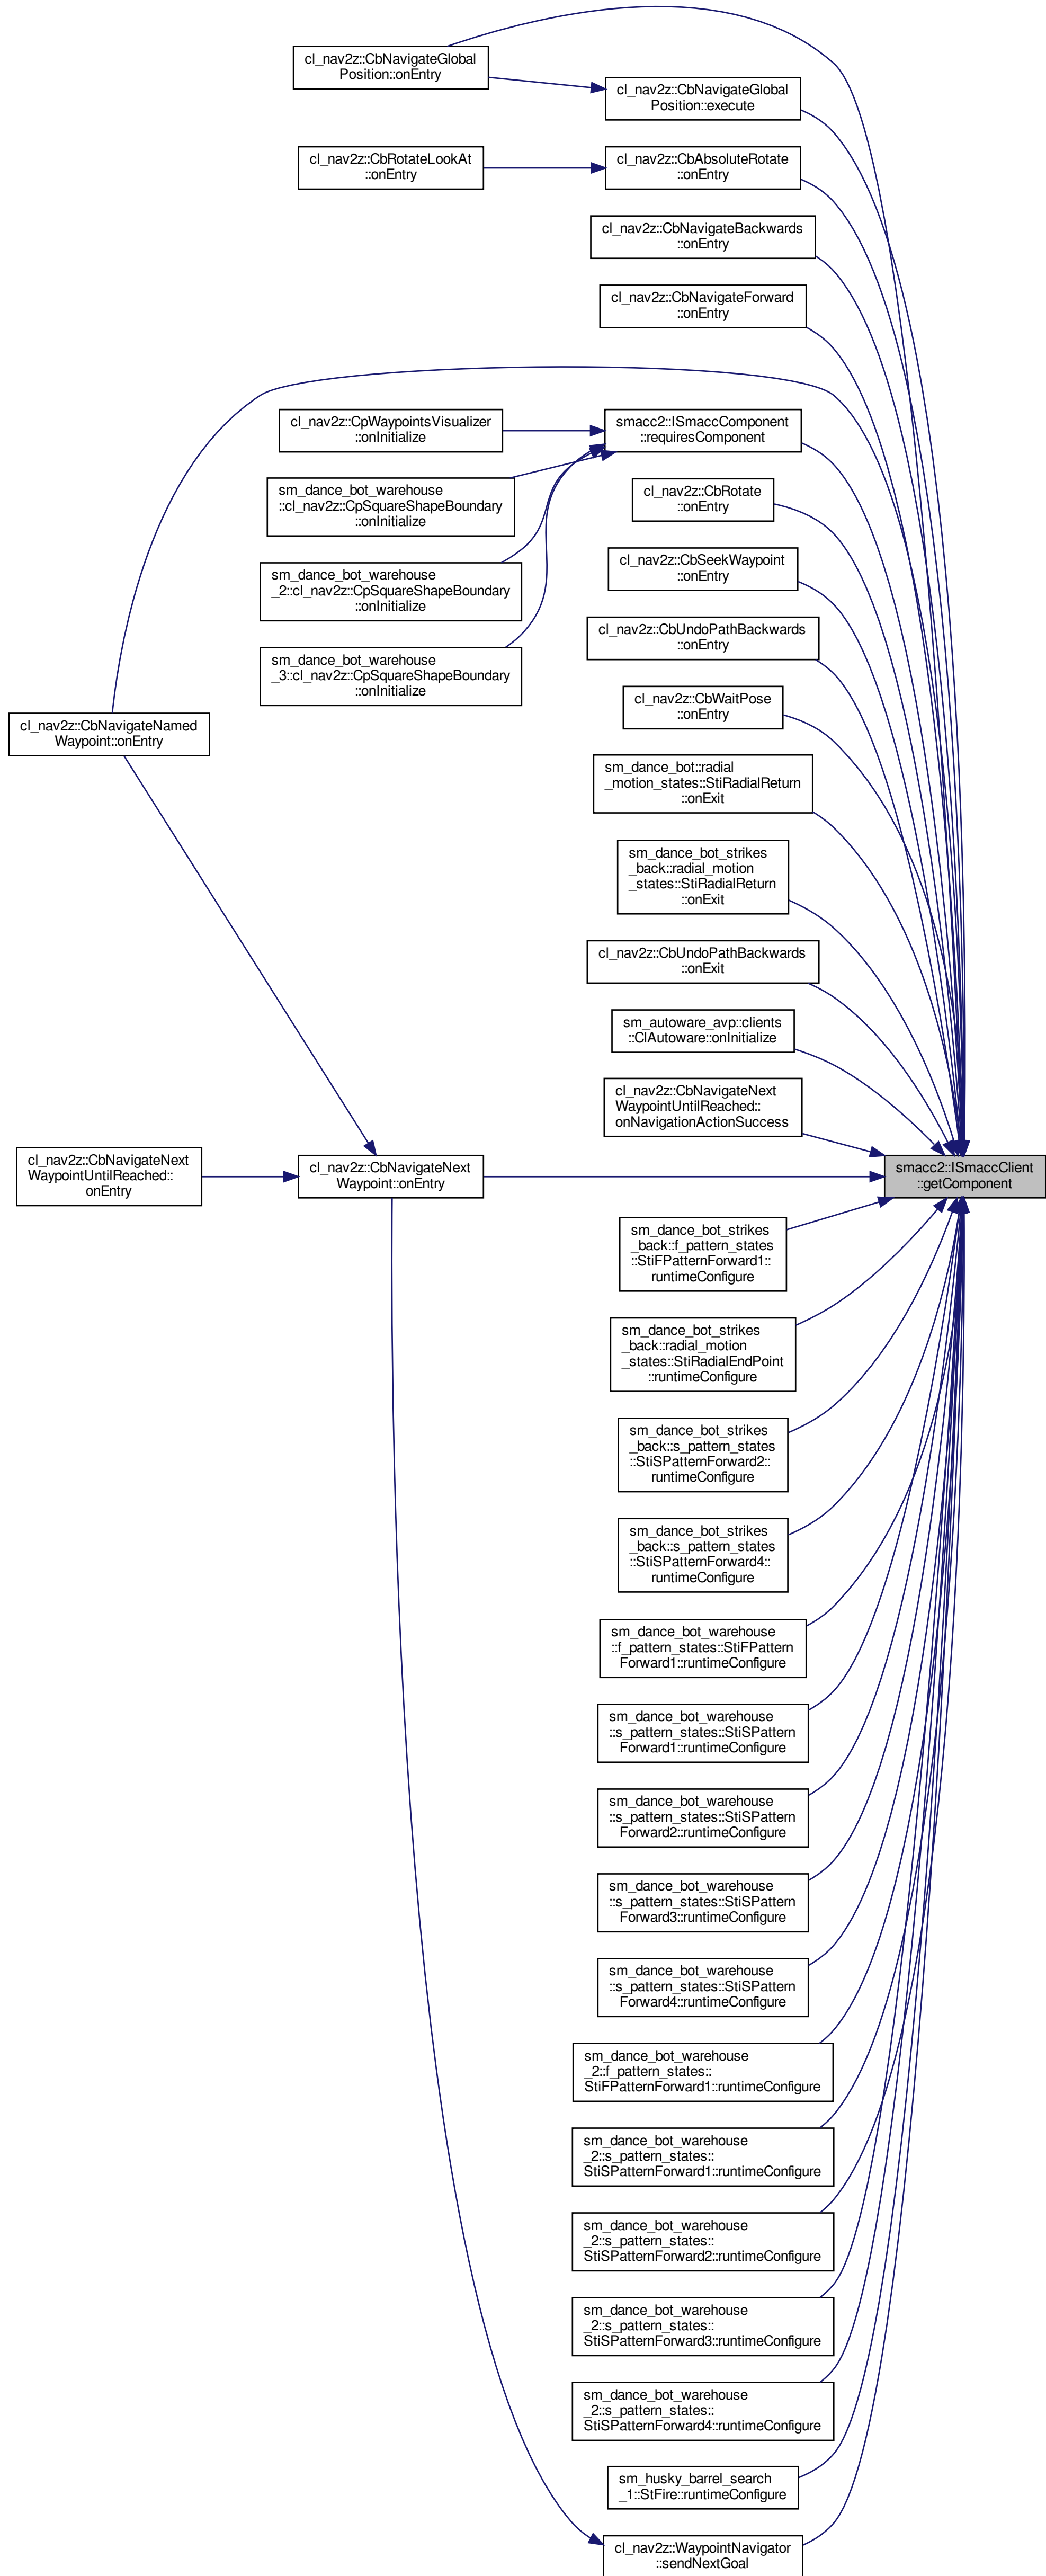 cl_nav2z::CbNavigateGlobal
Position::onEntry
cl_nav2z::CbNavigateGlobal
Position::execute
cl_nav2z::CbRotateLookAt
::onEntry
cl_nav2z::CbAbsoluteRotate
::onEntry
cl_nav2z::CbNavigateBackwards
::onEntry
cl_nav2z::CbNavigateForward
::onEntry
cl_nav2z::CpWaypointsVisualizer
::onInitialize
smacc2::ISmaccComponent
::requiresComponent
sm_dance_bot_warehouse
::cl_nav2z::CpSquareShapeBoundary
::onInitialize
cl_nav2z::CbRotate
::onEntry
sm_dance_bot_warehouse
_2::cl_nav2z::CpSquareShapeBoundary
::onInitialize
cl_nav2z::CbSeekWaypoint
::onEntry
cl_nav2z::CbUndoPathBackwards
::onEntry
sm_dance_bot_warehouse
_3::cl_nav2z::CpSquareShapeBoundary
::onInitialize
cl_nav2z::CbWaitPose
::onEntry
cl_nav2z::CbNavigateNamed
Waypoint::onEntry
sm_dance_bot::radial
_motion_states::StiRadialReturn
::onExit
sm_dance_bot_strikes
_back::radial_motion
_states::StiRadialReturn
::onExit
cl_nav2z::CbUndoPathBackwards
::onExit
sm_autoware_avp::clients
::ClAutoware::onInitialize
cl_nav2z::CbNavigateNext
WaypointUntilReached::
onNavigationActionSuccess
cl_nav2z::CbNavigateNext
WaypointUntilReached::
onEntry
cl_nav2z::CbNavigateNext
Waypoint::onEntry
smacc2::ISmaccClient
::getComponent
sm_dance_bot_strikes
_back::f_pattern_states
::StiFPatternForward1::
runtimeConfigure
sm_dance_bot_strikes
_back::radial_motion
_states::StiRadialEndPoint
::runtimeConfigure
sm_dance_bot_strikes
_back::s_pattern_states
::StiSPatternForward2::
runtimeConfigure
sm_dance_bot_strikes
_back::s_pattern_states
::StiSPatternForward4::
runtimeConfigure
sm_dance_bot_warehouse
::f_pattern_states::StiFPattern
Forward1::runtimeConfigure
sm_dance_bot_warehouse
::s_pattern_states::StiSPattern
Forward1::runtimeConfigure
sm_dance_bot_warehouse
::s_pattern_states::StiSPattern
Forward2::runtimeConfigure
sm_dance_bot_warehouse
::s_pattern_states::StiSPattern
Forward3::runtimeConfigure
sm_dance_bot_warehouse
::s_pattern_states::StiSPattern
Forward4::runtimeConfigure
sm_dance_bot_warehouse
_2::f_pattern_states::
StiFPatternForward1::runtimeConfigure
sm_dance_bot_warehouse
_2::s_pattern_states::
StiSPatternForward1::runtimeConfigure
sm_dance_bot_warehouse
_2::s_pattern_states::
StiSPatternForward2::runtimeConfigure
sm_dance_bot_warehouse
_2::s_pattern_states::
StiSPatternForward3::runtimeConfigure
sm_dance_bot_warehouse
_2::s_pattern_states::
StiSPatternForward4::runtimeConfigure
sm_husky_barrel_search
_1::StFire::runtimeConfigure
cl_nav2z::WaypointNavigator
::sendNextGoal